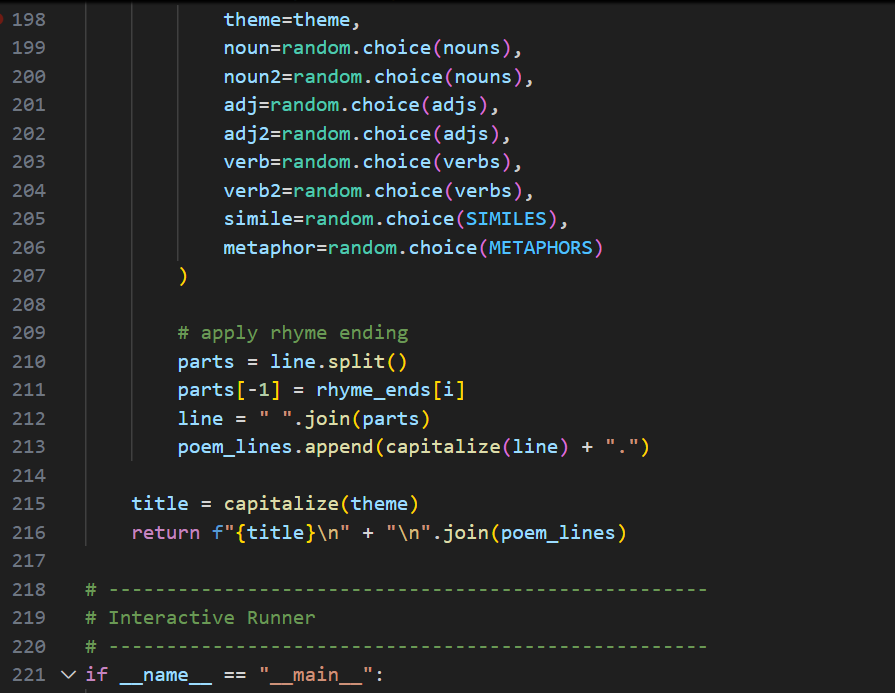 198 theme=theme,
199 noun=random.choice(nouns),
200 noun2=random.choice(nouns),
201 adj=random.choice(adjs),
202 adj2=random.choice(adjs),
203 verb=random.choice(verbs),
204 verb2=random.choice(verbs),
205 simile=random.choice(SIMILES),
206 metaphor=random.choice(METAPHORS)
207 )
208
209 # apply rhyme ending
210 parts = line.split()
211 parts[-1] = rhyme_ends[i]
212 line = " ".join(parts)
213 poem_lines.append(capitalize(line) + ".")
214
215 title = capitalize(theme)
216 return f"{title}\n" + "\n".join(poem_lines)
217
218 # ----------------------------------------------------
219 # Interactive Runner
220 # ----------------------------------------------------
221 if __name__ == "__main__":